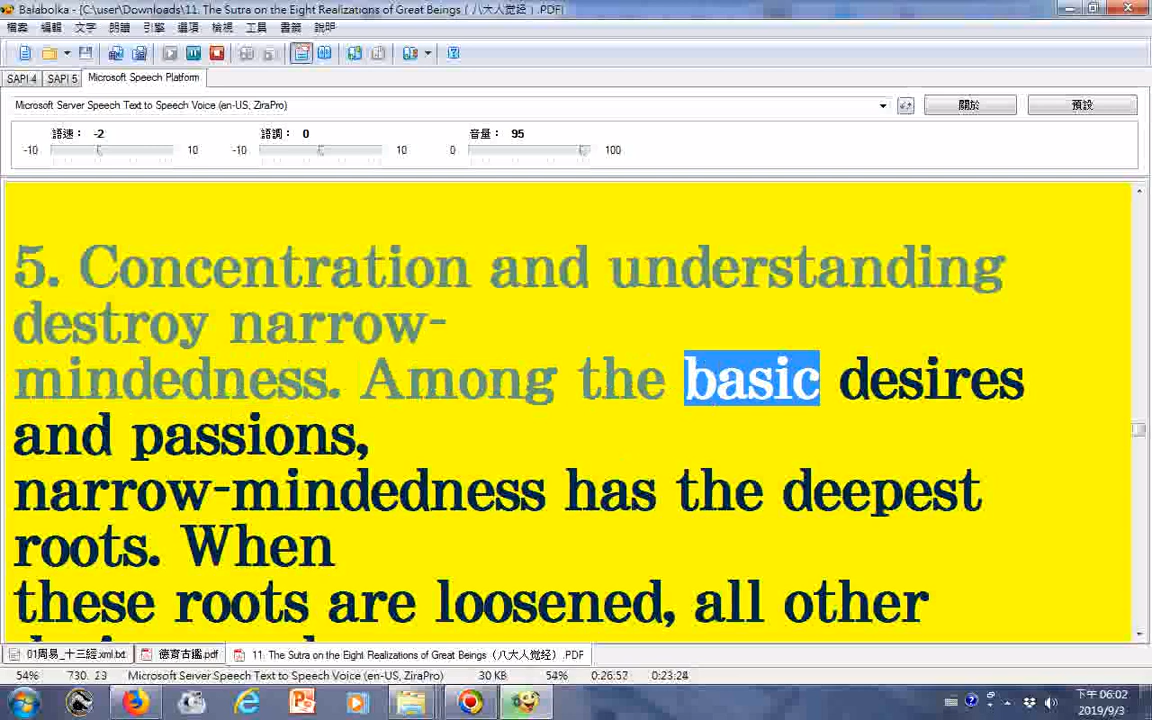 Balabolka - [C:\user\Downloads\11. The Sutra on the Eight Realizations of Great Beings（八大人觉经）.PDF]
檔案 編輯 文字 朗讀 引擎 選項 檢視 工具 書籤 說明
SAPI 4 SAPI 5 Microsoft Speech Platform
Microsoft Server Speech Text to Speech Voice (en-US, ZiraPro) 關於 預設
語速： -2 語調： 0 音量： 95
-10 10 -10 10 0 100
5. Concentration and understanding
destroy narrow-
mindedness. Among the basic desires
and passions,
narrow-mindedness has the deepest
roots. When
these roots are loosened, all other
01周易_十三經.xml.txt 德育古鑑.pdf 11. The Sutra on the Eight Realizations of Great Beings（八大人觉经）.PDF
54% 730: 23 Microsoft Server Speech Text to Speech Voice (en-US, ZiraPro) 30 KB 54% 0:26:52 0:23:24
下午 06:02
2019/9/3